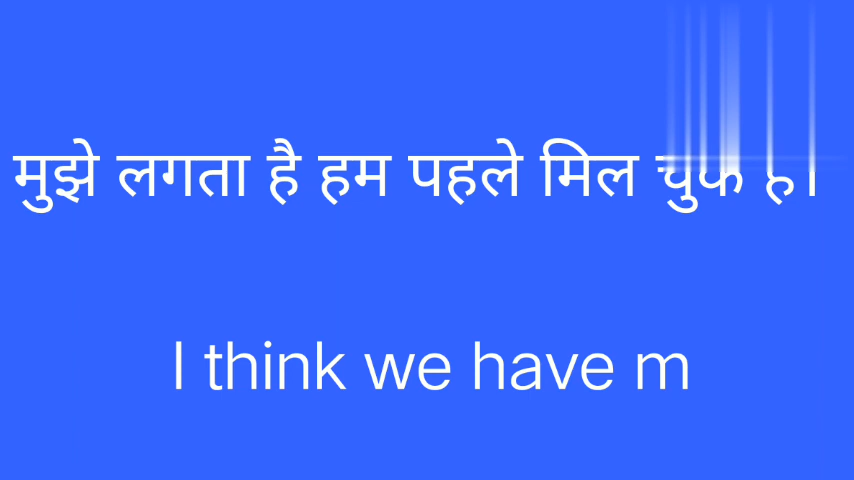 मुझे लगता है हम पहले मिल चुके हैं।
I think we have m